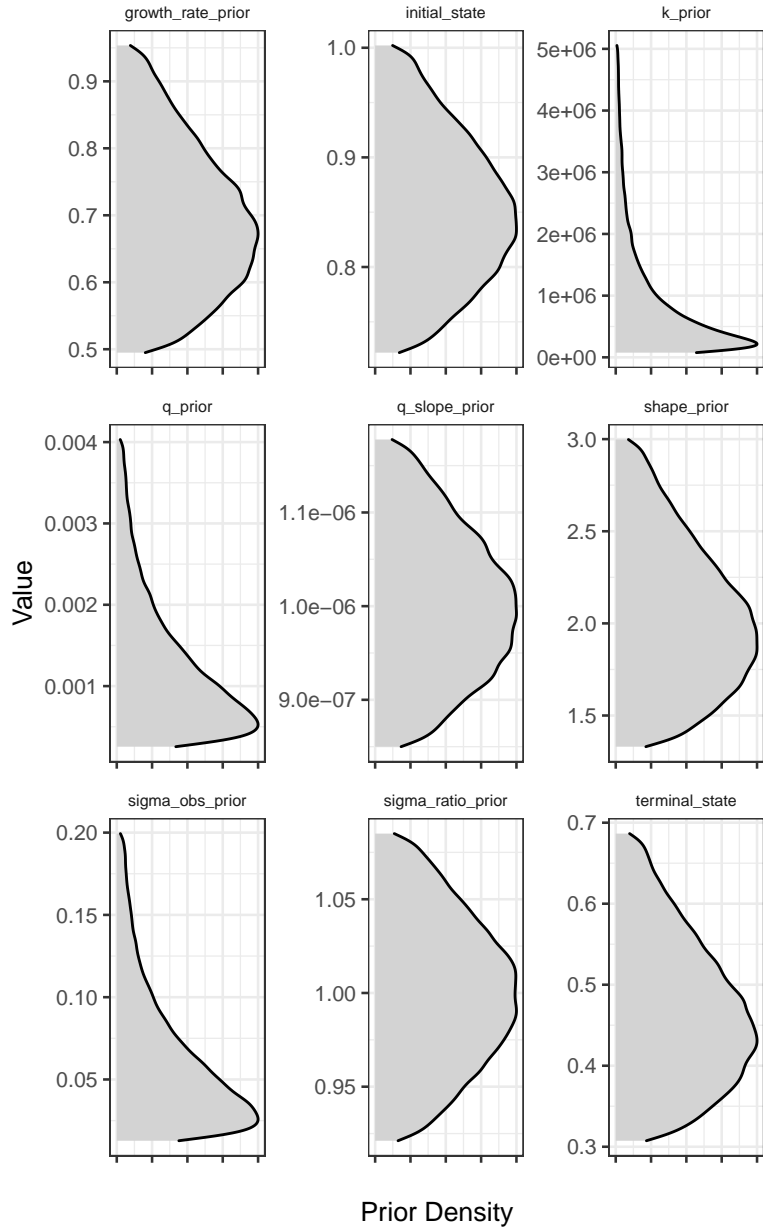 growth_rate_prior
initial_state
k_prior
0.9
0.8
0.7
0.6
0.5
1.0
0.9
0.8
5e+06
4e+06
3e+06
2e+06
1e+06
0e+00
q_prior
q_slope_prior
shape_prior
0.004
0.003
0.002
0.001
1.1e−06
1.0e−06
9.0e−07
3.0
2.5
2.0
1.5
Value
sigma_obs_prior
sigma_ratio_prior
terminal_state
0.20
0.15
0.10
0.05
1.05
1.00
0.95
0.7
0.6
0.5
0.4
0.3
Prior Density